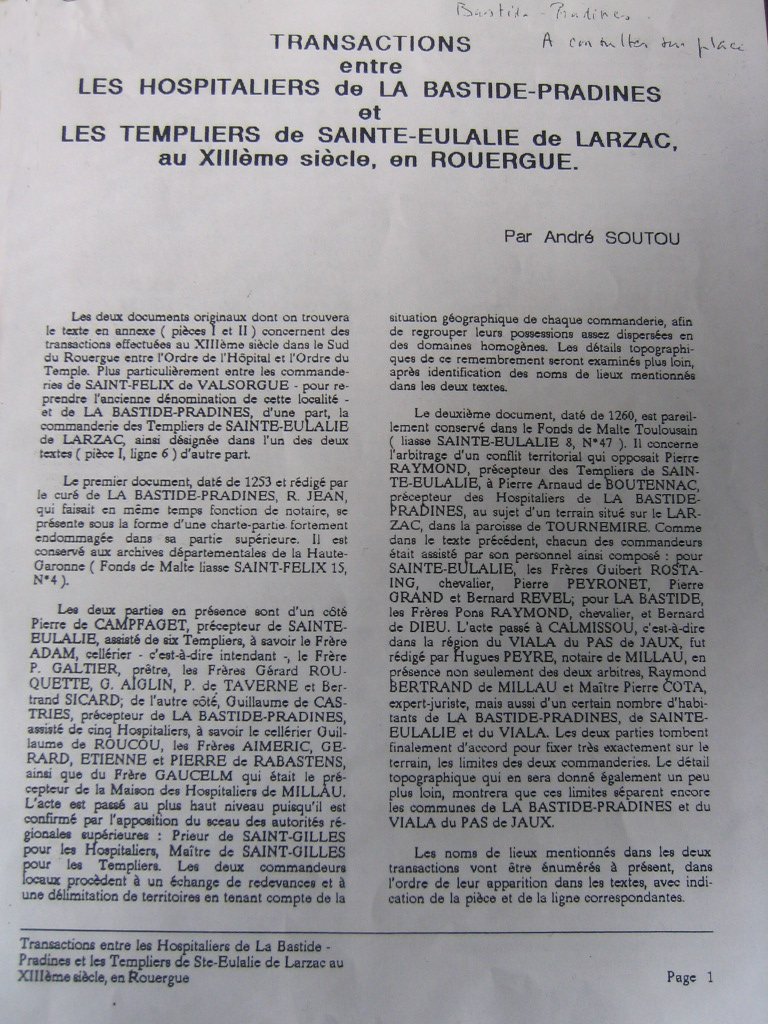 Bastide-Pradines.
A consulter sur place
TRANSACTIONS
entre
LES HOSPITALIERS de LA BASTIDE-PRADINES
et
LES TEMPLIERS de SAINTE-EULALIE de LARZAC,
au XIIIème siècle, en ROUERGUE.
Par André SOUTOU
Les deux documents originaux dont on trouvera
le texte en annexe ( pièces I et II ) concernent des
transactions effectuées au XIIIème siècle dans le Sud
du Rouergue entre l'Ordre de l'Hôpital et l'Ordre du
Temple. Plus particulièrement entre les commande-
ries de SAINT-FELIX de VALSORGUE - pour re-
prendre l'ancienne dénomination de cette localité -
et de LA BASTIDE-PRADINES, d'une part, la
commanderie des Templiers de SAINTE-EULALIE
de LARZAC, ainsi désignée dans l'un des deux
textes ( pièce I, ligne 6 ) d'autre part.
Le premier document, daté de 1253 et rédigé par
le curé de LA BASTIDE-PRADINES, R. JEAN,
qui faisait en même temps fonction de notaire, se
présente sous la forme d'une charte-partie fortement
endommagée dans sa partie supérieure. Il est
conservé aux archives départementales de la Haute-
Garonne ( Fonds de Malte liasse SAINT-FELIX 15,
N°4 ).
Les deux parties en présence sont d'un côté
Pierre de CAMPFAGET, précepteur de SAINTE-
EULALIE, assisté de six Templiers, à savoir le Frère
ADAM, cellérier - c'est-à-dire intendant -, le Frère
P. GALTIER, prêtre, les Frères Gérard ROU-
QUETTE, G. AIGLIN, P. de TAVERNE et Ber-
trand SICARD; de l'autre côté, Guillaume de CAS-
TRIES, précepteur de LA BASTIDE-PRADINES,
assisté de cinq Hospitaliers, à savoir le cellérier Guil-
laume de ROUCOU, les Frères AIMERIC, GE-
RARD, ETIENNE et PIERRE de RABASTENS,
ainsi que du Frère GAUCELM qui était le pré-
cepteur de la Maison des Hospitaliers de MILLAU.
L'acte est passé au plus haut niveau puisqu'il est
confirmé par l'apposition du sceau des autorités ré-
gionales supérieures : Prieur de SAINT-GILLES
pour les Hospitaliers, Maître de SAINT-GILLES
pour les Templiers. Les deux commandeurs
locaux procèdent à un échange de redevances et à
une délimitation de territoires en tenant compte de la
situation géographique de chaque commanderie, afin
de regrouper leurs possessions assez dispersées en
des domaines homogènes. Les détails topographi-
ques de ce remembrement seront examinés plus loin,
après identification des noms de lieux mentionnés
dans les deux textes.
Le deuxième document, daté de 1260, est pareil-
lement conservé dans le Fonds de Malte Toulousain
( liasse SAINTE-EULALIE 8, N°47 ). Il concerne
l'arbitrage d'un conflit territorial qui opposait Pierre
RAYMOND, précepteur des Templiers de SAIN-
TE-EULALIE, à Pierre Arnaud de BOUTENNAC,
précepteur des Hospitaliers de LA BASTIDE-
PRADINES, au sujet d'un terrain situé sur le LAR-
ZAC, dans la paroisse de TOURNEMIRE. Comme
dans le texte précédent, chacun des commandeurs
était assisté par son personnel ainsi composé : pour
SAINTE-EULALIE, les Frères Guibert ROSTA-
ING, chevalier, Pierre PEYRONET, Pierre
GRAND et Bernard REVEL; pour LA BASTIDE,
les Frères Pons RAYMOND, chevalier, et Bernard
de DIEU. L'acte passé à CALMISSOU, c'est-à-dire
dans la région du VIALA du PAS de JAUX, fut
rédigé par Hugues PEYRE, notaire de MILLAU, en
présence non seulement des deux arbitres, Raymond
BERTRAND de MILLAU et Maître Pierre COTA,
expert-juriste, mais aussi d'un certain nombre d'habi-
tants de LA BASTIDE-PRADINES, de SAINTE-
EULALIE et du VIALA. Les deux parties tombent
finalement d'accord pour fixer très exactement sur le
terrain, les limites des deux commanderies. Le détail
topographique qui en sera donné également un peu
plus loin, montrera que ces limites séparent encore
les communes de LA BASTIDE-PRADINES et du
VIALA du PAS de JAUX.
Les noms de lieux mentionnés dans les deux
transactions vont être énumérés à présent, dans
l'ordre de leur apparition dans les textes, avec indi-
cation de la pièce et de la ligne correspondantes.
Transactions entre les Hospitaliers de La Bastide -
Pradines et les Templiers de Ste-Eulalie de Larzac au
XIIIème siècle, en Rouergue
Page 1